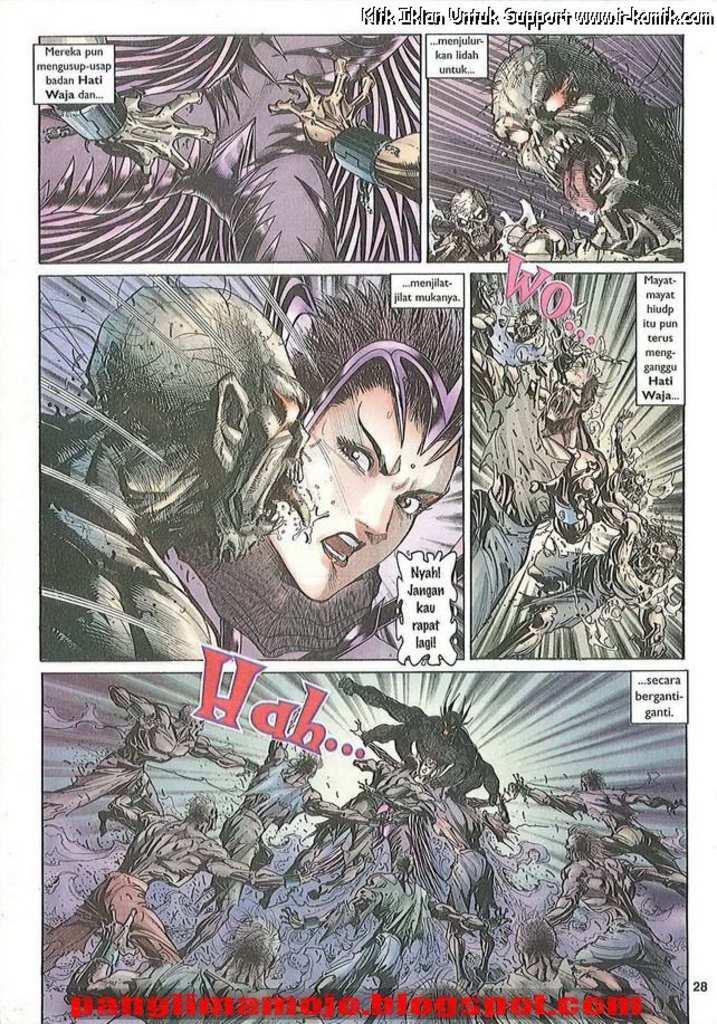 Klik Iklan Untuk Support www.i-komik.com
Mereka pun
mengusup-usap
badan Hati
Waja dan...
...menjulur-
kan lidah
untuk...
...menjilat-
jilat mukanya.
Nyah!
Jangan
kau
rapat
lagi!
WO...
Mayat-
mayat
hiudp
itu pun
terus
meng-
ganggu
Hati
Waja...
Hah...
...secara
berganti-
ganti.
28
panglimamojo.blogspot.com